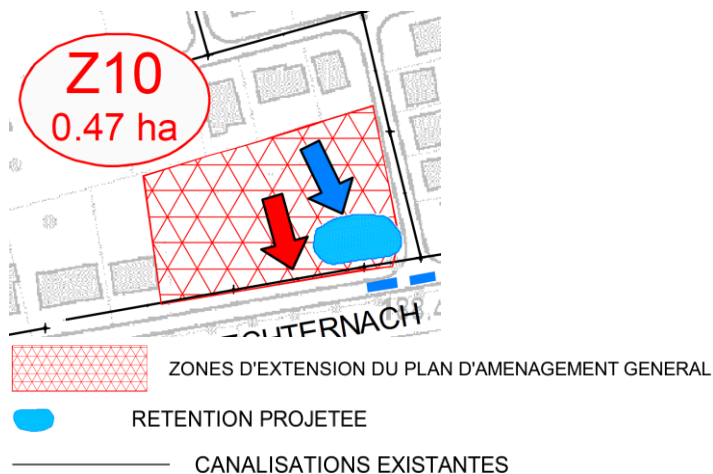 Z10
0.47 ha
ECHTERNACH
ZONES D'EXTENSION DU PLAN D'AMENAGEMENT GENERAL
RETENTION PROJETEE
CANALISATIONS EXISTANTES